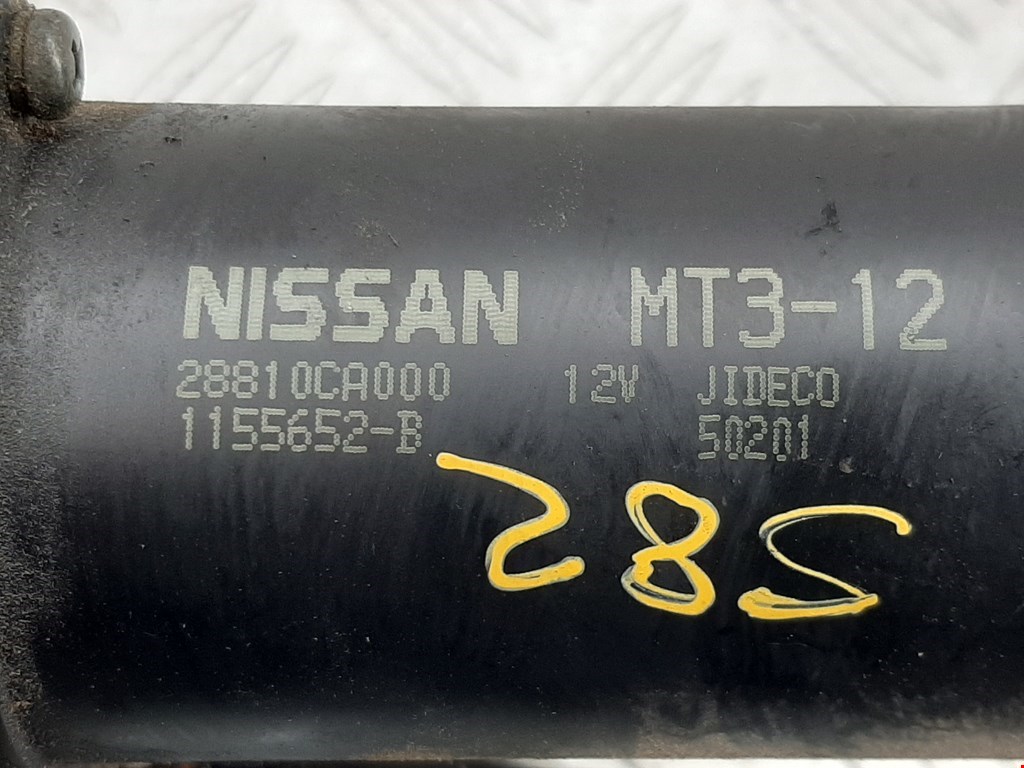 NISSAN MT3-12
28810CA000 12V JIDECO
1155652-B 50201
285